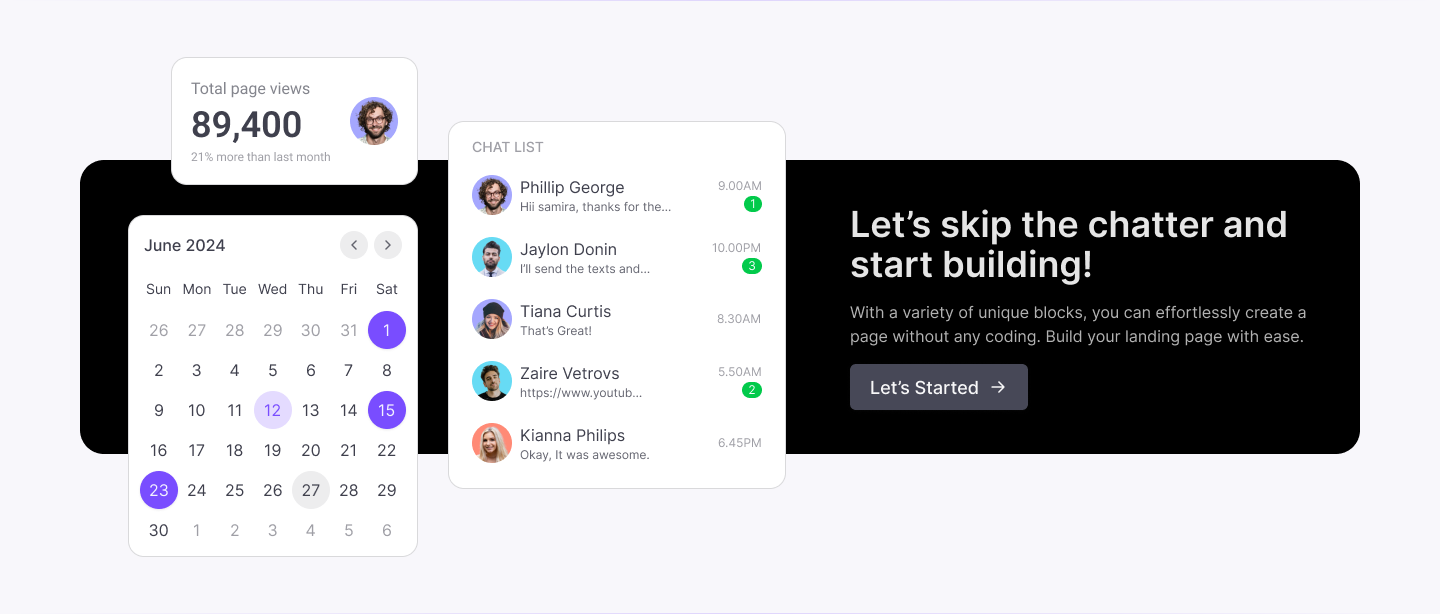 Total page views
89,400
21% more than last month
June 2024
Sun Mon Tue Wed Thu Fri Sat
26 27 28 29 30 31 1
2 3 4 5 6 7 8
9 10 11 12 13 14 15
16 17 18 19 20 21 22
23 24 25 26 27 28 29
30 1 2 3 4 5 6
CHAT LIST
Phillip George 9.00AM
Hii samira, thanks for the... 1
Jaylon Donin 10.00PM
I’ll send the texts and... 3
Tiana Curtis
8.30AM
That’s Great!
Zaire Vetrovs 5.50AM
https://www.youtub... 2
Kianna Philips
6.45PM
Okay, It was awesome.
Let’s skip the chatter and
start building!
With a variety of unique blocks, you can effortlessly create a
page without any coding. Build your landing page with ease.
Let’s Started →